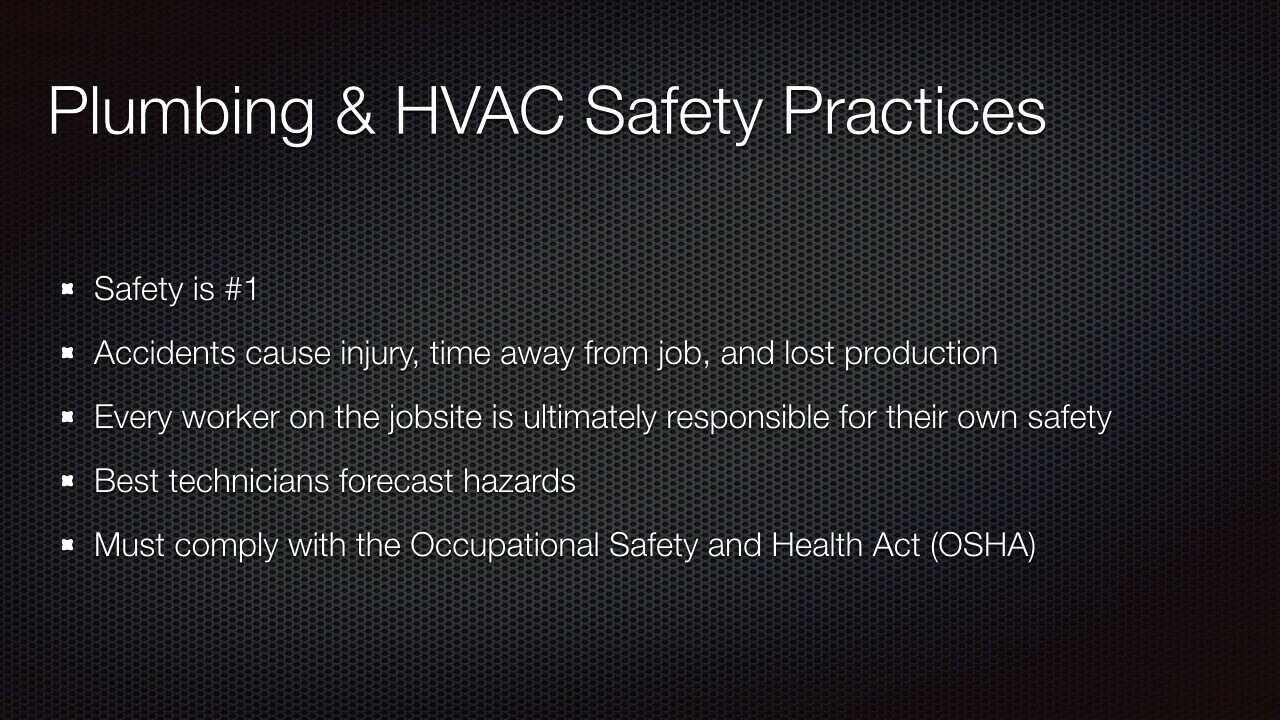 Plumbing & HVAC Safety Practices
Safety is #1
Accidents cause injury, time away from job, and lost production
Every worker on the jobsite is ultimately responsible for their own safety
Best technicians forecast hazards
Must comply with the Occupational Safety and Health Act (OSHA)